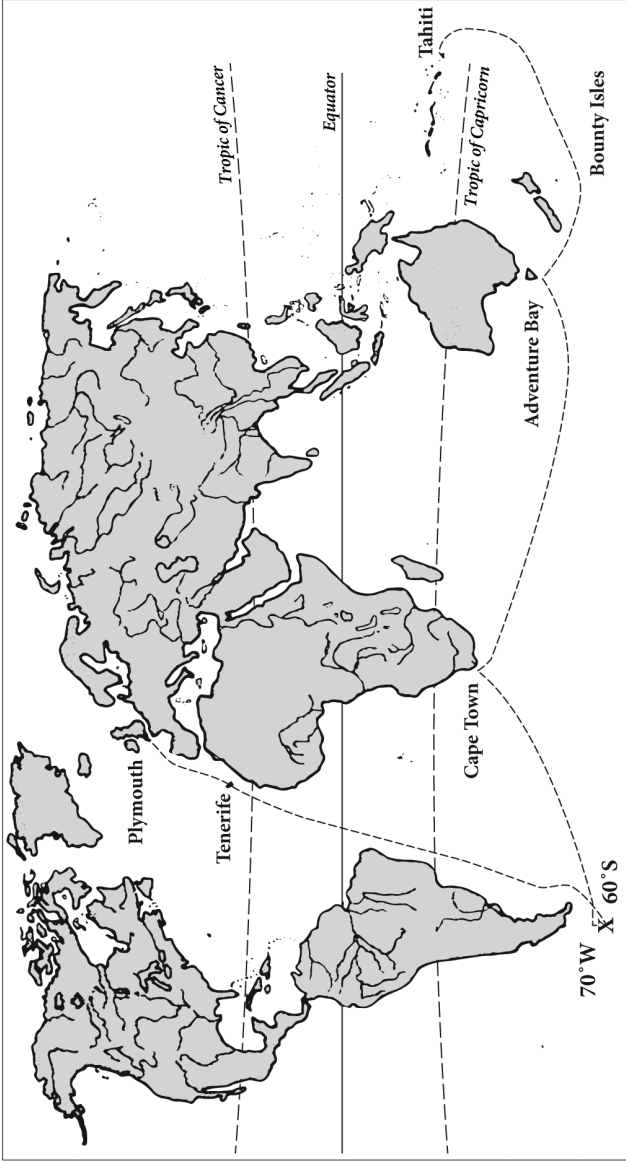 Plymouth
Tenerife
Tropic of Cancer
Equator
Tahiti
Tropic of Capricorn
Cape Town
Adventure Bay
Bounty Isles
70°W
X
60°S